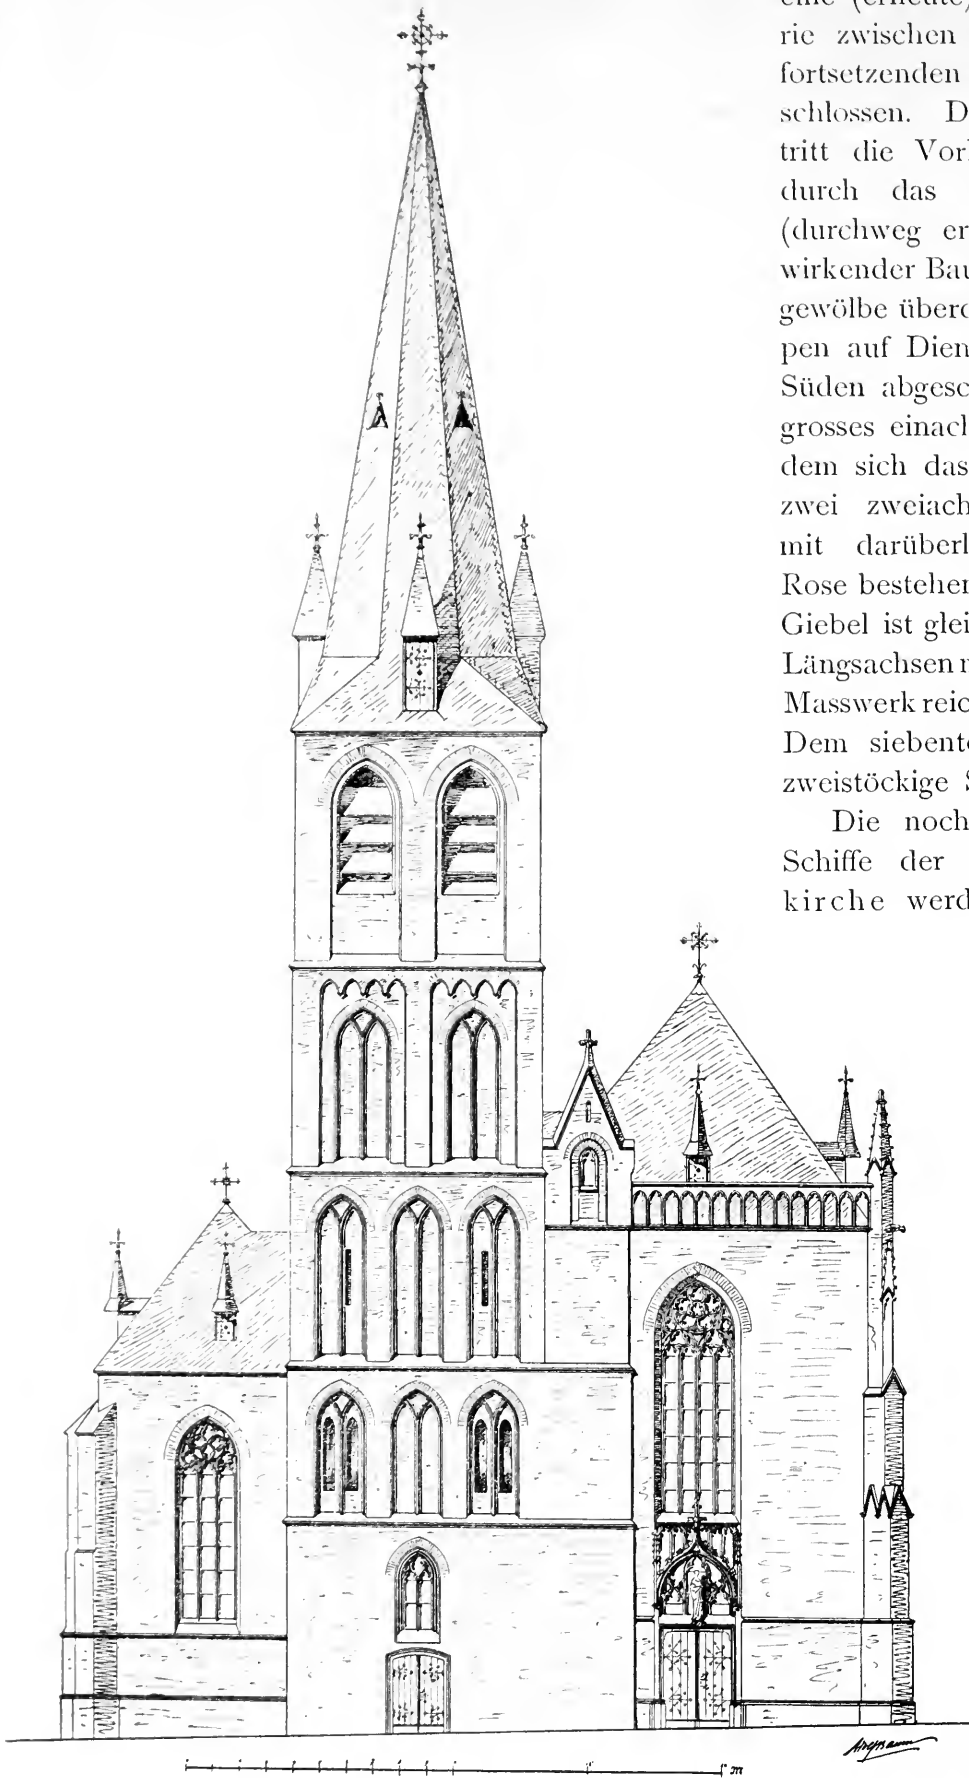 eine (erneute)
rie zwischen
fortsetzenden
schlossen. D
tritt die Vor
durch das
(durchweg er
wirkender Bau
gewölbe überd
pen auf Dien
Süden abgesc
grosses einach
dem sich das
zwei zweiach
mit darüberl
Rose bestehen
Giebel ist glei
Längsachsen
Masswerk reic
Dem siebente
zweistöckige S
Die noch
Schiffe der
kirche werd
m